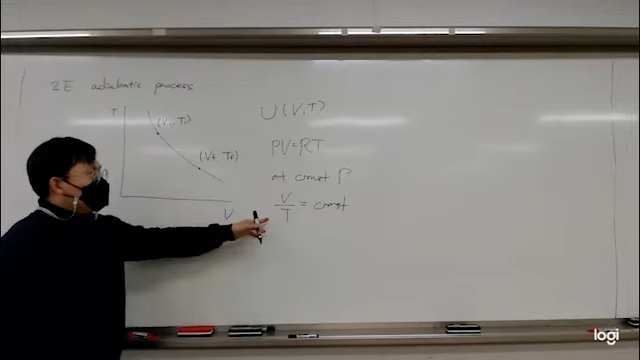 2E adiabatic process.
T
(Vi, Ti)
(Vf Tf)
V
U(V,T)
PV=RT
at const P
V
T
= const
logi